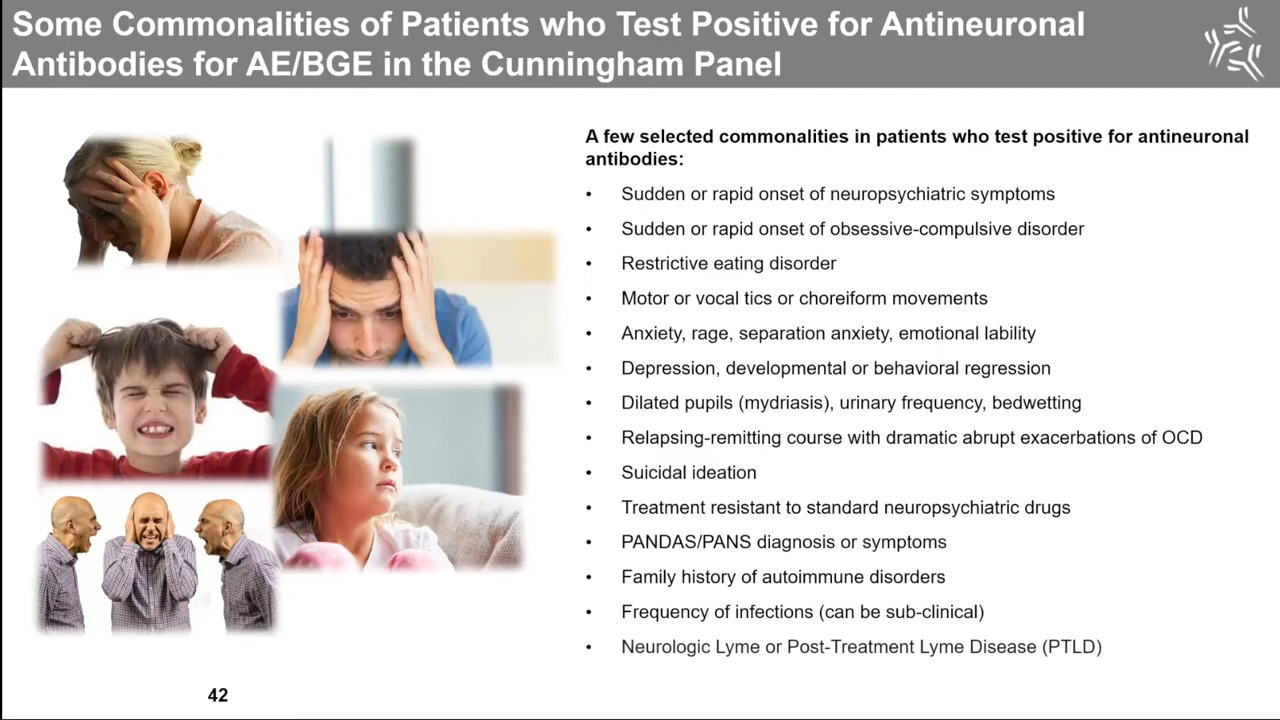 Some Commonalities of Patients who Test Positive for Antineuronal
Antibodies for AE/BGE in the Cunningham Panel
A few selected commonalities in patients who test positive for antineuronal
antibodies:
• Sudden or rapid onset of neuropsychiatric symptoms
• Sudden or rapid onset of obsessive-compulsive disorder
• Restrictive eating disorder
• Motor or vocal tics or choreiform movements
• Anxiety, rage, separation anxiety, emotional lability
• Depression, developmental or behavioral regression
• Dilated pupils (mydriasis), urinary frequency, bedwetting
• Relapsing-remitting course with dramatic abrupt exacerbations of OCD
• Suicidal ideation
• Treatment resistant to standard neuropsychiatric drugs
• PANDAS/PANS diagnosis or symptoms
• Family history of autoimmune disorders
• Frequency of infections (can be sub-clinical)
• Neurologic Lyme or Post-Treatment Lyme Disease (PTLD)
42